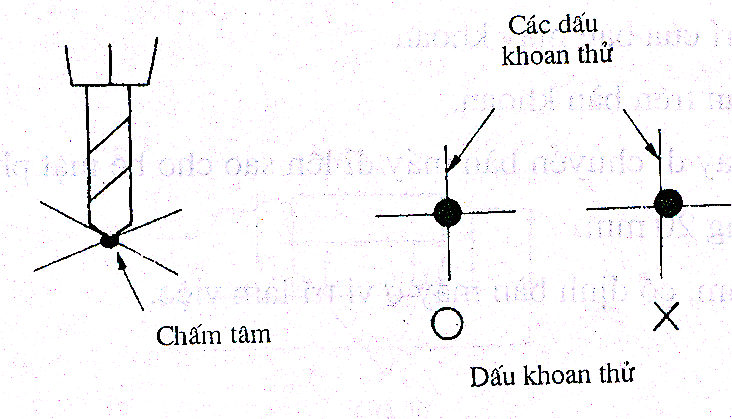 Các dấu
khoan thử
Chấm tâm
Dấu khoan thử